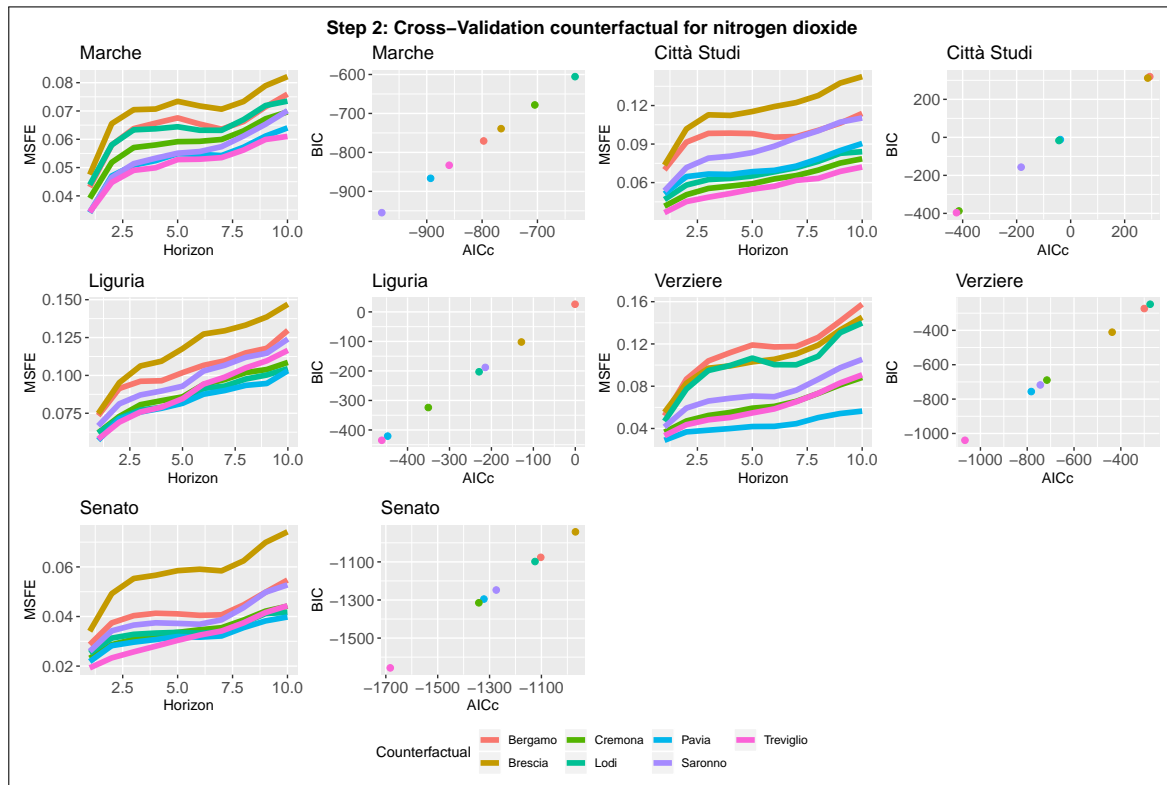 Step 2: Cross−Validation counterfactual for nitrogen dioxide
Marche
MSFE
0.08
0.07
0.06
0.05
0.04
2.5 5.0 7.5 10.0
Horizon
Marche
BIC
−600
−700
−800
−900
−900 −800 −700
AICc
Città Studi
MSFE
0.12
0.09
0.06
2.5 5.0 7.5 10.0
Horizon
Città Studi
BIC
200
0
−200
−400
−400 −200 0 200
AICc
Liguria
MSFE
0.150
0.125
0.100
0.075
2.5 5.0 7.5 10.0
Horizon
Liguria
BIC
0
−100
−200
−300
−400
−400 −300 −200 −100 0
AICc
Verziere
MSFE
0.16
0.12
0.08
0.04
2.5 5.0 7.5 10.0
Horizon
Verziere
BIC
−400
−600
−800
−1000
−1000 −800 −600 −400
AICc
Senato
MSFE
0.06
0.04
0.02
2.5 5.0 7.5 10.0
Horizon
Senato
BIC
−1100
−1300
−1500
−1700 −1500 −1300 −1100
AICc
Counterfactual
Bergamo Cremona Pavia Treviglio
Brescia Lodi Saronno